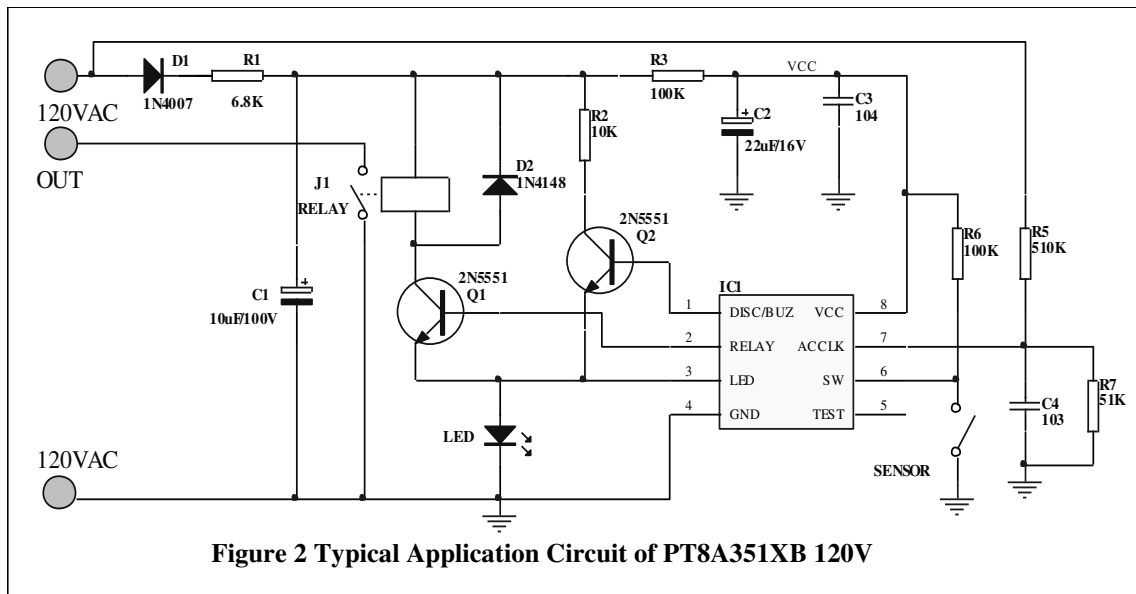 D1
R1
R3
VCC
120VAC
1N4007
6.8K
100K
C3
104
C2
22uF/16V
R2
10K
OUT
D2
1N4148
J1
RELAY
R6
100K
R5
510K
2N5551
Q2
2N5551
Q1
C1
10uF/100V
IC1
1
DISC/BUZ
VCC
8
2
RELAY
ACCLK
7
3
LED
SW
6
4
GND
TEST
5
R7
51K
C4
103
LED
SENSOR
120VAC
Figure 2 Typical Application Circuit of PT8A351XB 120V